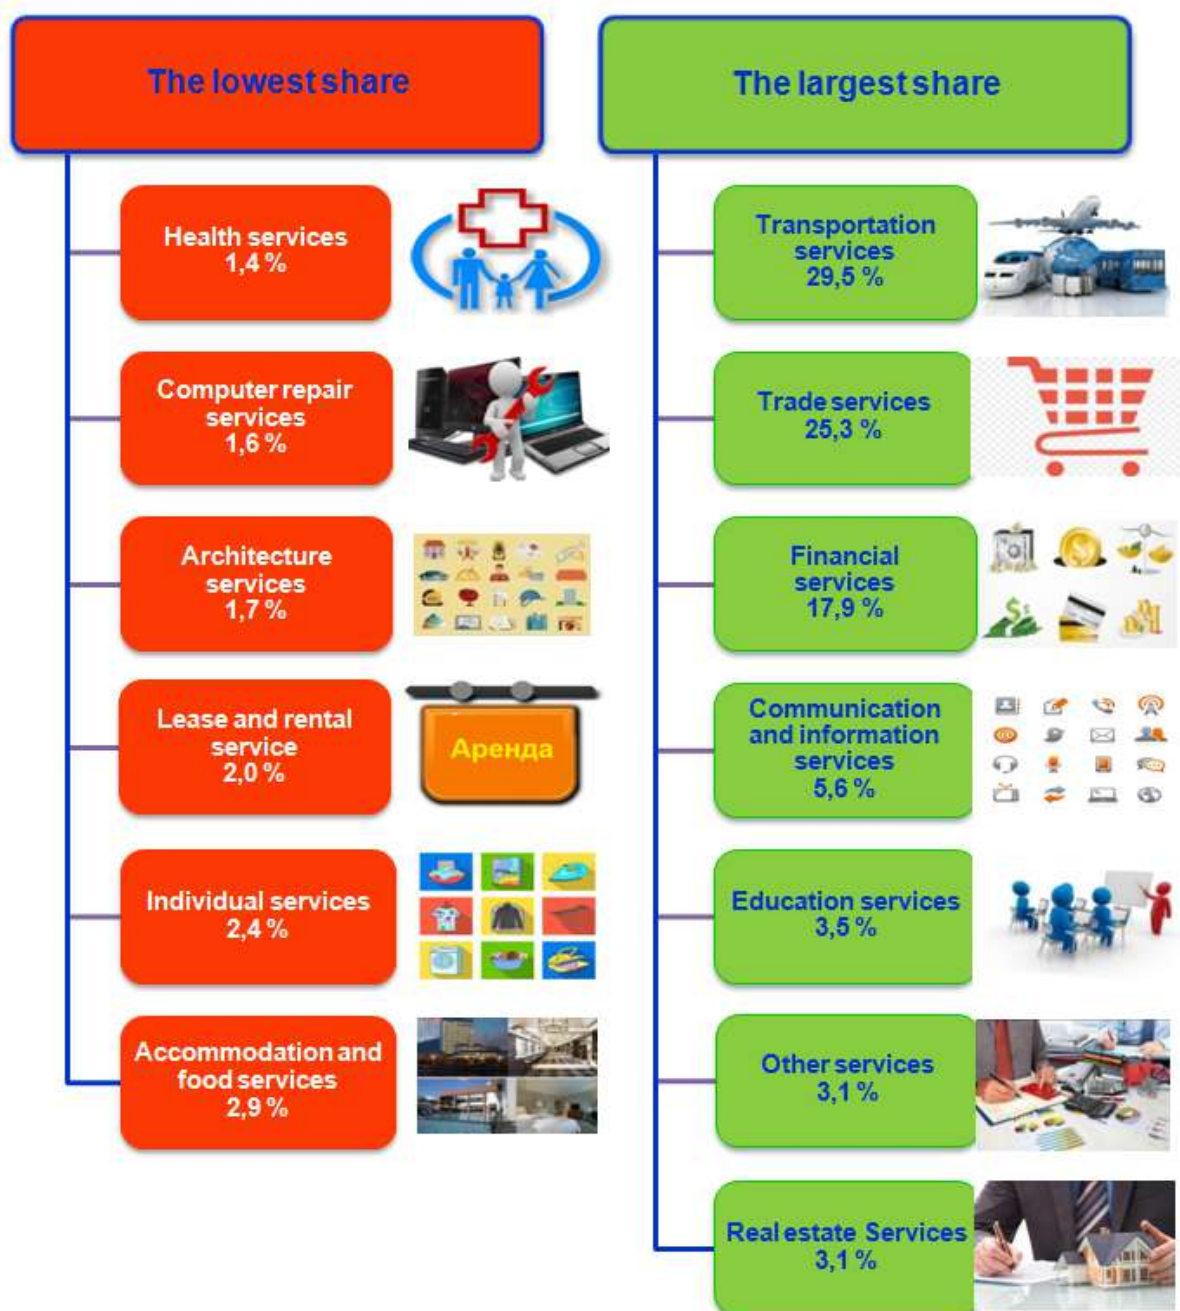 The lowest share
Health services
1,4 %
Computer repair
services
1,6 %
Architecture
services
1,7 %
Lease and rental
service
2,0 %
Аренда
Individual services
2,4 %
Accommodation and
food services
2,9 %
The largest share
Transportation
services
29,5 %
Trade services
25,3 %
Financial
services
17,9 %
Communication
and information
services
5,6 %
Education services
3,5 %
Other services
3,1 %
Real estate Services
3,1 %